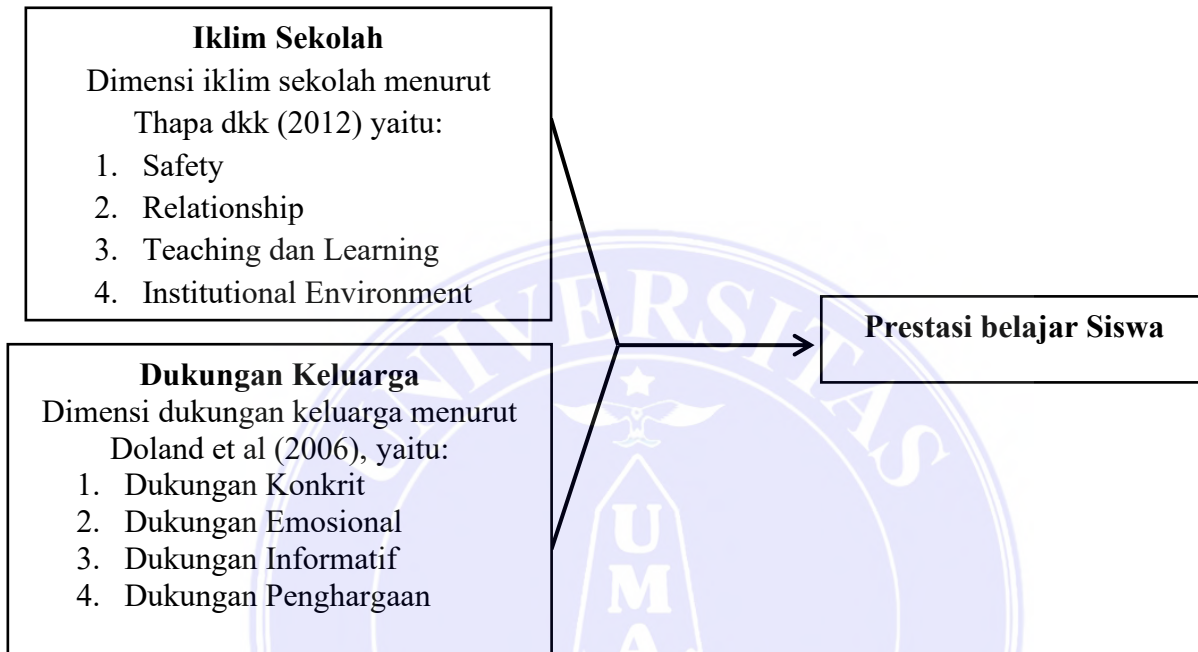 Iklim Sekolah
Dimensi iklim sekolah menurut
Thapa dkk (2012) yaitu:
1. Safety
2. Relationship
3. Teaching dan Learning
4. Institutional Environment
Dukungan Keluarga
Dimensi dukungan keluarga menurut
Doland et al (2006), yaitu:
1. Dukungan Konkrit
2. Dukungan Emosional
3. Dukungan Informatif
4. Dukungan Penghargaan
Prestasi belajar Siswa
UNIVERSITAS
U
M
A